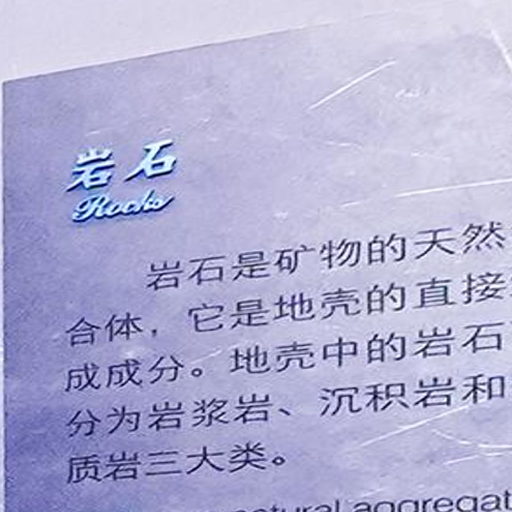 岩石
Rocks
岩石是矿物的天然
合体，它是地壳的直接
成成分。地壳中的岩石
分为岩浆岩、沉积岩和
质岩三大类。